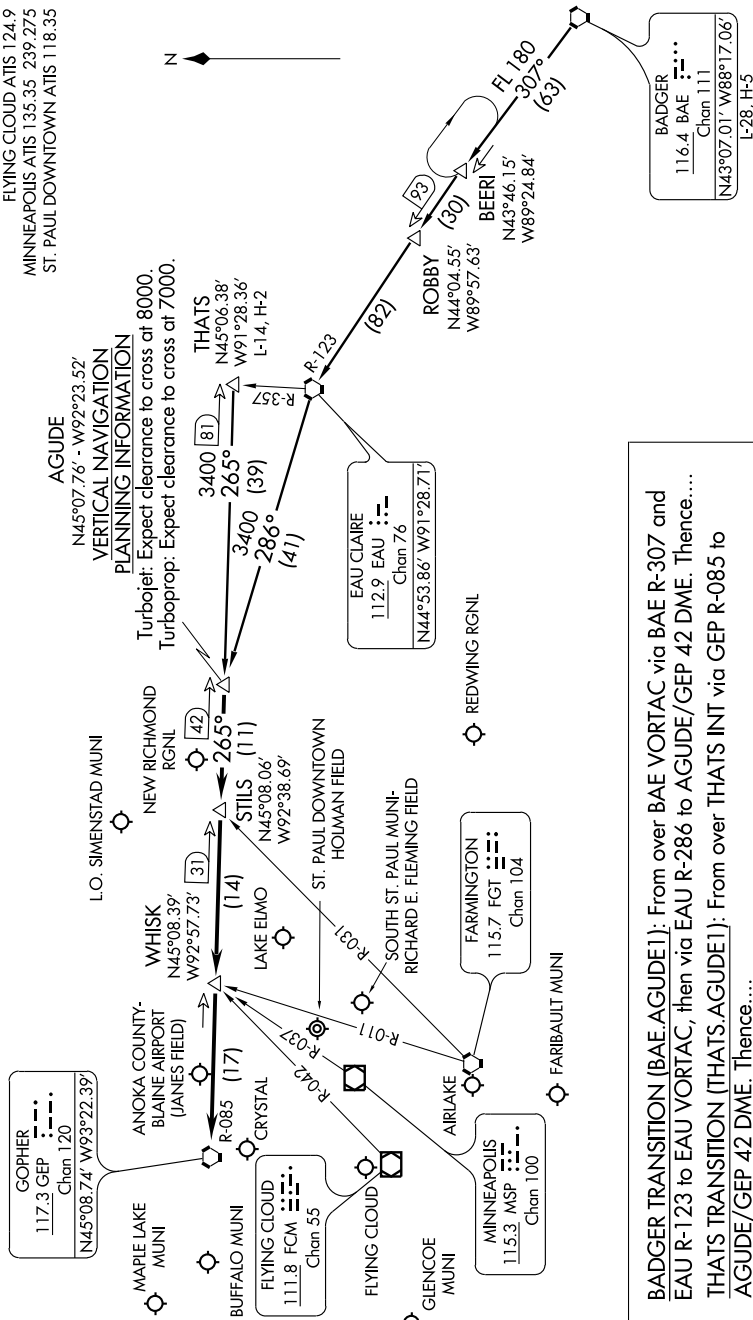 FLYING CLOUD ATIS 124.9
MINNEAPOLIS ATIS 135.35 239.275
ST. PAUL DOWNTOWN ATIS 118.35
N
AGUDE
N45°07.76' - W92°23.52'
VERTICAL NAVIGATION
PLANNING INFORMATION
Turbojet: Expect clearance to cross at 8000.
Turboprop: Expect clearance to cross at 7000.
THATS
N45°06.38'
W91°28.36'
L-14, H-2
81
3400
265°
(39)
R-357
3400
286°
(41)
R-123
(82)
ROBBY
N44°04.55'
W89°57.63'
93
(30)
BEERI
N43°46.15'
W89°24.84'
FL 180
307°
(63)
BADGER
116.4 BAE
Chan 111
N43°07.01' W88°17.06'
L-28, H-5
EAU CLAIRE
112.9 EAU
Chan 76
N44°53.86' W91°28.71'
L.O. SIMENSTAD MUNI
NEW RICHMOND
RGNL
42
265°
(11)
STILS
N45°08.06'
W92°38.69'
31
(14)
WHISK
N45°08.39'
W92°57.73'
LAKE ELMO
ST. PAUL DOWNTOWN
HOLMAN FIELD
SOUTH ST. PAUL MUNI-
RICHARD E. FLEMING FIELD
REDWING RGNL
R-031
R-011
R-037
R-042
FARMINGTON
115.7 FGT
Chan 104
AIRLAKE
FARIBAULT MUNI
GOPHER
117.3 GEP
Chan 120
N45°08.74' W93°22.39'
ANOKA COUNTY-
BLAINE AIRPORT
(JANES FIELD)
(17)
R-085
CRYSTAL
MAPLE LAKE
MUNI
BUFFALO MUNI
FLYING CLOUD
111.8 FCM
Chan 55
FLYING CLOUD
GLENCOE
MUNI
MINNEAPOLIS
115.3 MSP
Chan 100
BADGER TRANSITION (BAE.AGUDE1): From over BAE VORTAC via BAE R-307 and
EAU R-123 to EAU VORTAC, then via EAU R-286 to AGUDE/GEP 42 DME. Thence....
THATS TRANSITION (THATS.AGUDE1): From over THATS INT via GEP R-085 to
AGUDE/GEP 42 DME. Thence....